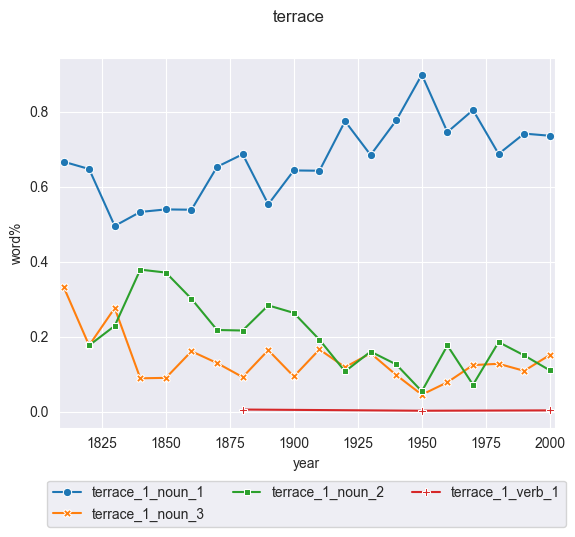 terrace
0.8
0.6
0.4
0.2
0.0
word%
1825 1850 1875 1900 1925 1950 1975 2000
year
terrace_1_noun_1 terrace_1_noun_2 terrace_1_verb_1
terrace_1_noun_3